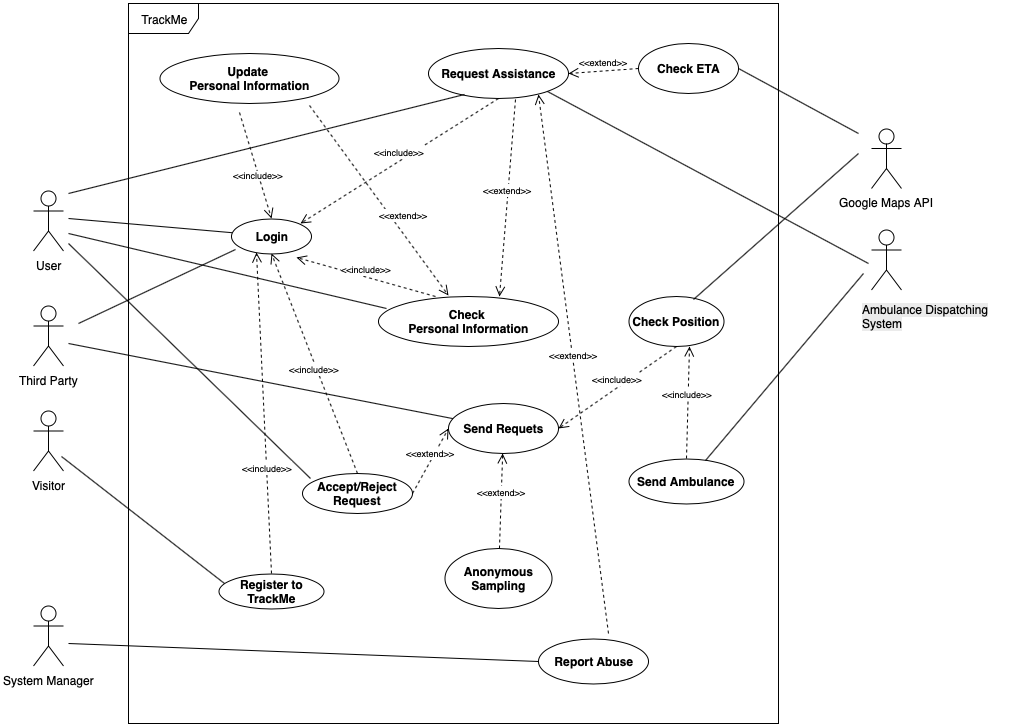 TrackMe
Update
Personal Information
Request Assistance
<<extend>>
Check ETA
<<include>>
<<include>>
<<extend>>
Google Maps API
<<extend>>
Login
User
<<include>>
Check
Personal Information
Check Position
Ambulance Dispatching
System
<<extend>>
<<include>>
Third Party
<<include>>
<<include>>
Send Requets
<<extend>>
Visitor
<<include>>
Accept/Reject
Request
<<extend>>
Send Ambulance
Register to
TrackMe
Anonymous
Sampling
System Manager
Report Abuse